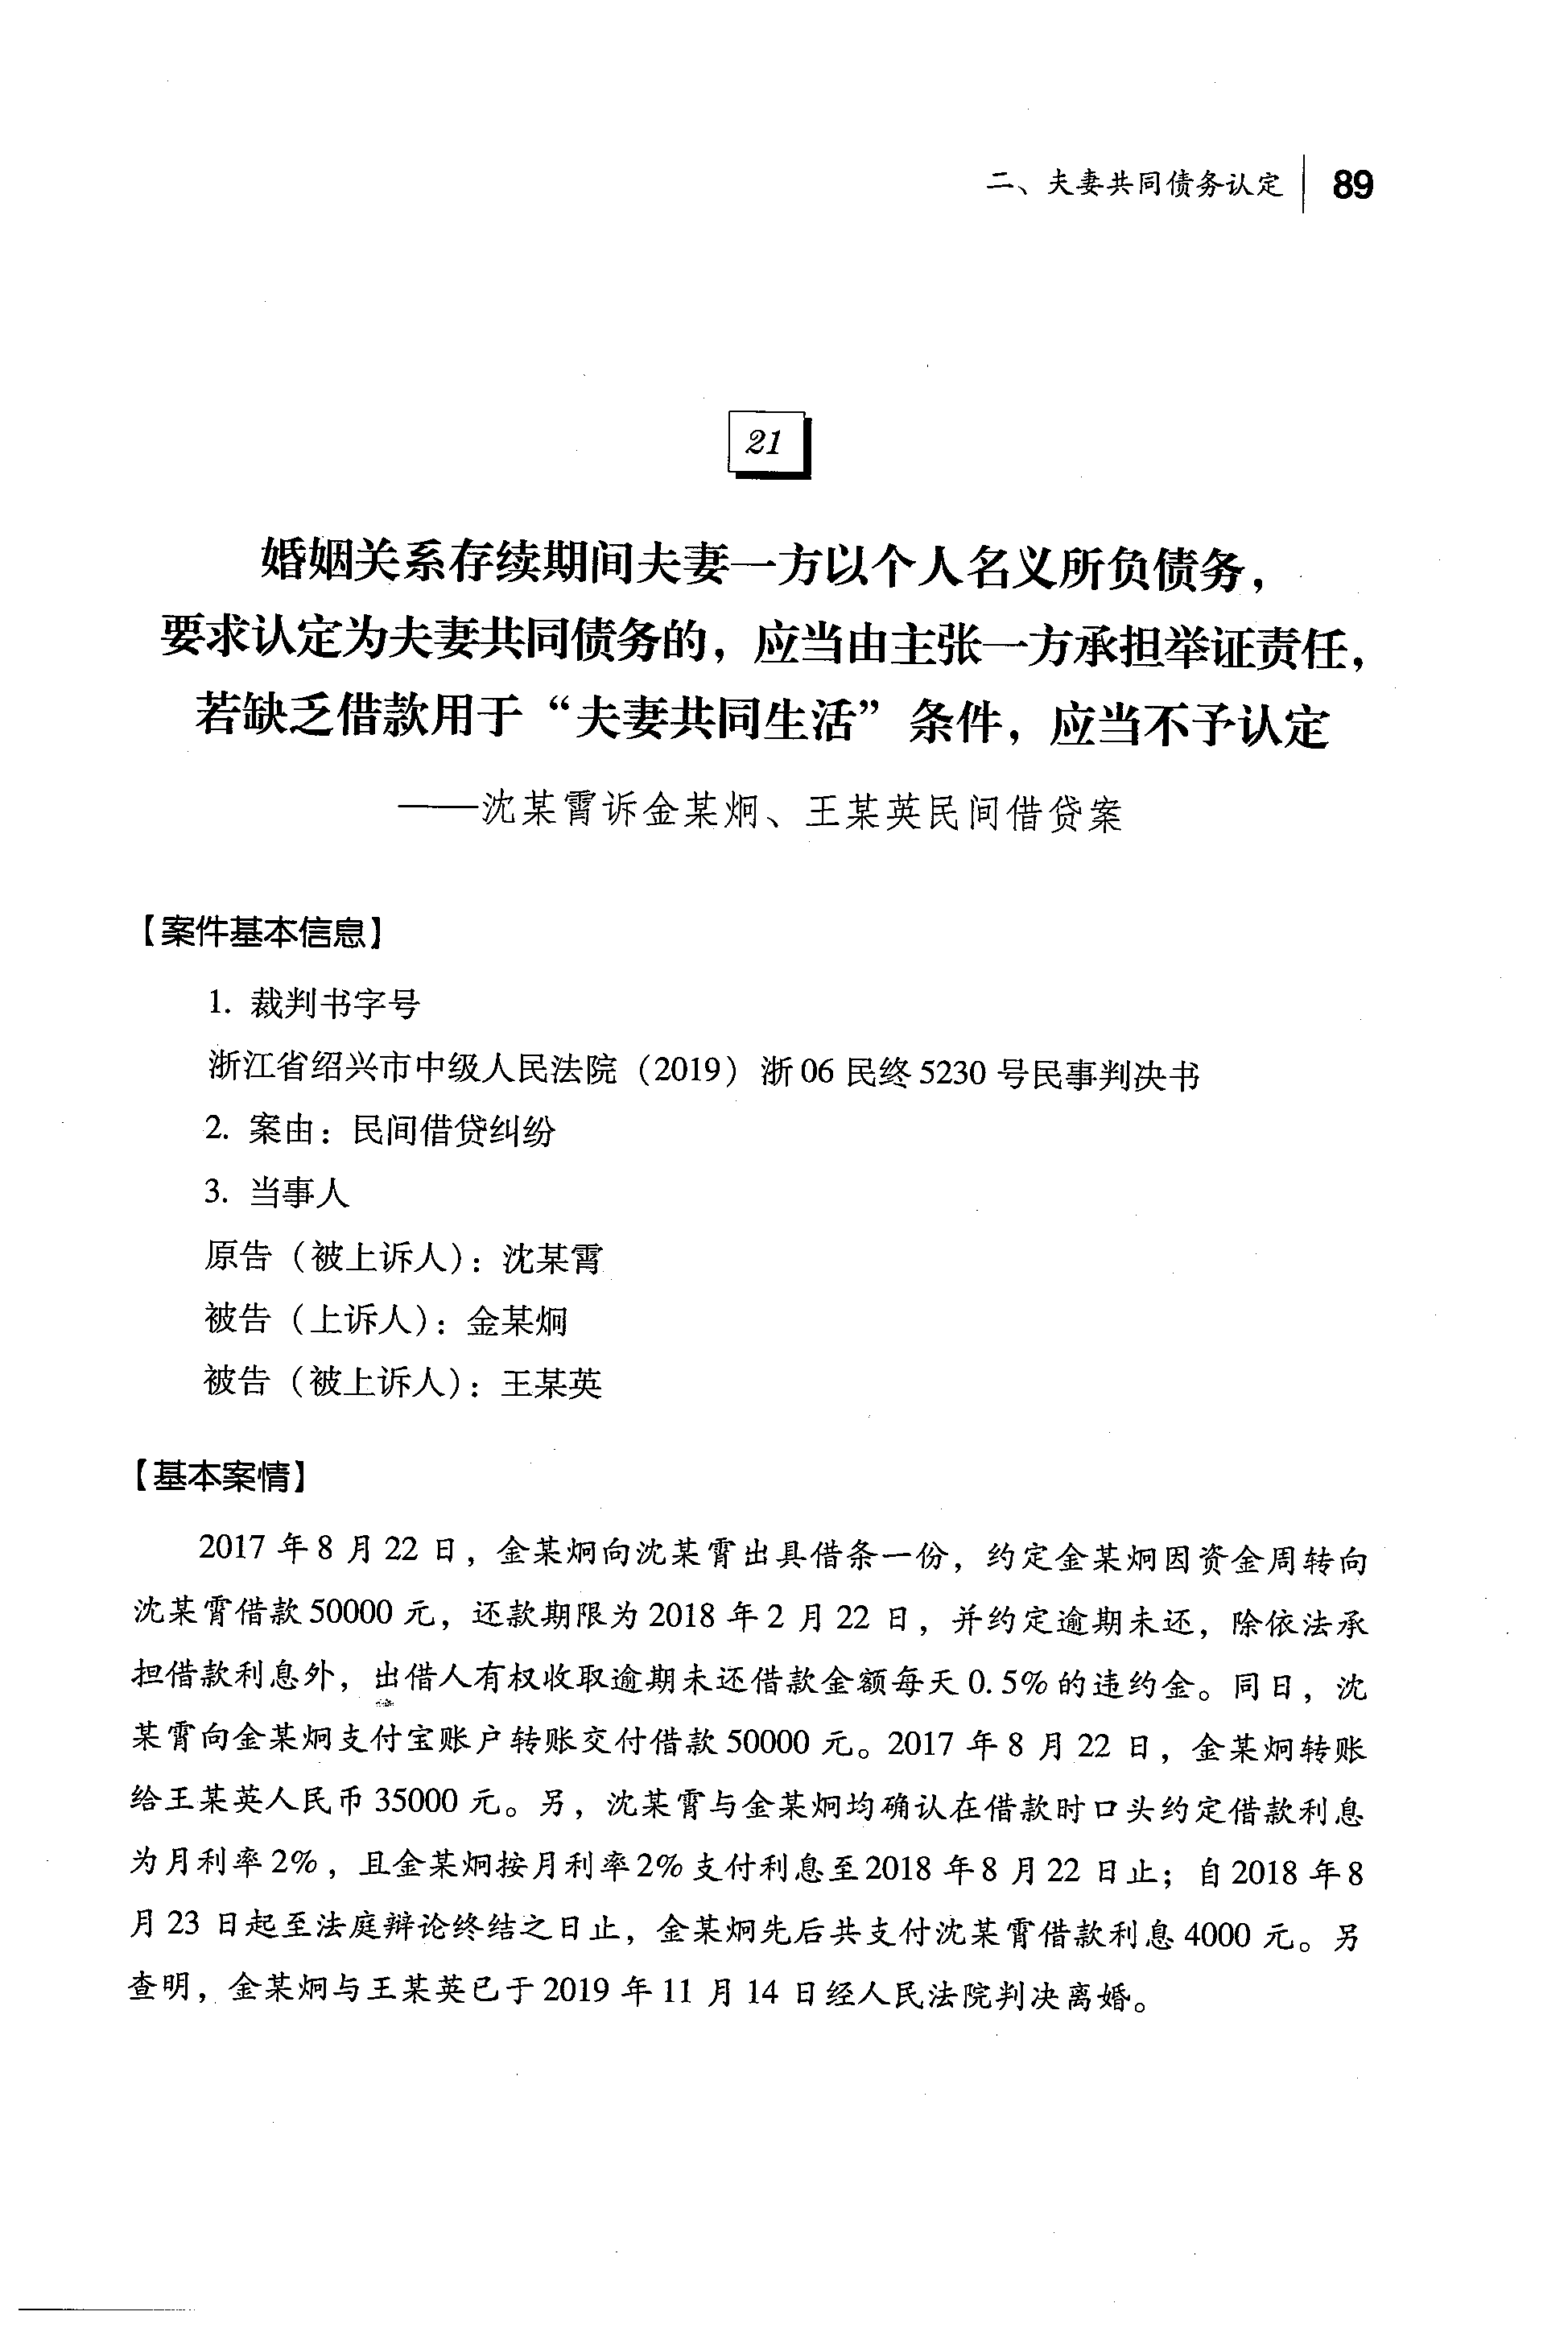 二、夫妻共同债务认定 89
21
婚姻关系存续期间夫妻一方以个人名义所负债务，
要求认定为夫妻共同债务的，应当由主张一方承担举证责任，
若缺乏借款用于“夫妻共同生活”条件，应当不予认定
——沈某霄诉金某炯、王某英民间借贷案
【案件基本信息】
1. 裁判书字号
浙江省绍兴市中级人民法院（2019）浙06民终5230号民事判决书
2. 案由：民间借贷纠纷
3. 当事人
原告（被上诉人）：沈某霄
被告（上诉人）：金某炯
被告（被上诉人）：王某英
【基本案情】
2017年8月22日，金某炯向沈某霄出具借条一份，约定金某炯因资金周转向
沈某霄借款50000元，还款期限为2018年2月22日，并约定逾期未还，除依法承
担借款利息外，出借人有权收取逾期未还借款金额每天0.5%的违约金。同日，沈
某霄向金某炯支付宝账户转账交付借款50000元。2017年8月22日，金某炯转账
给王某英人民币35000元。另，沈某霄与金某炯均确认在借款时口头约定借款利息
为月利率2%，且金某炯按月利率2%支付利息至2018年8月22日止；自2018年8
月23日起至法庭辩论终结之日止，金某炯先后共支付沈某霄借款利息4000元。另
查明，金某炯与王某英已于2019年11月14日经人民法院判决离婚。